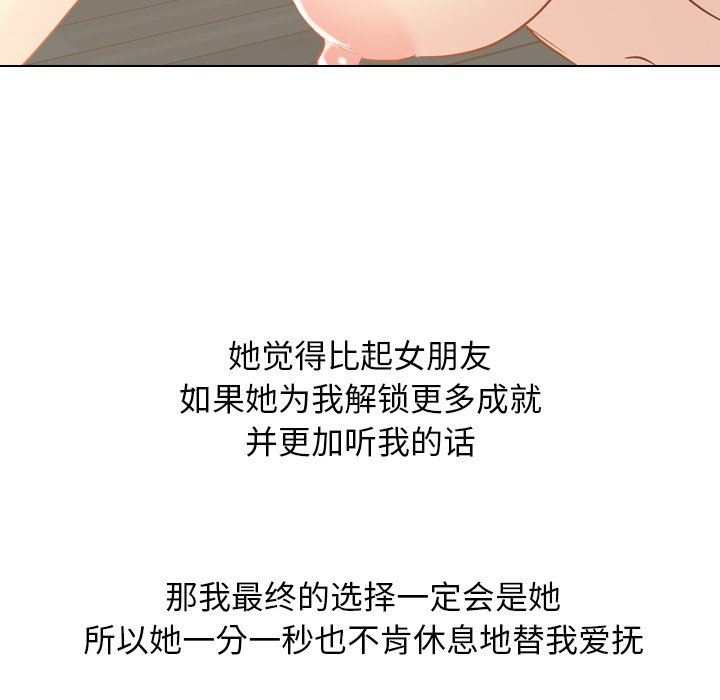 她觉得比起女朋友
如果她为我解锁更多成就
并更加听我的话
那我最终的选择一定会是她
所以她一分一秒也不肯休息地替我爱抚